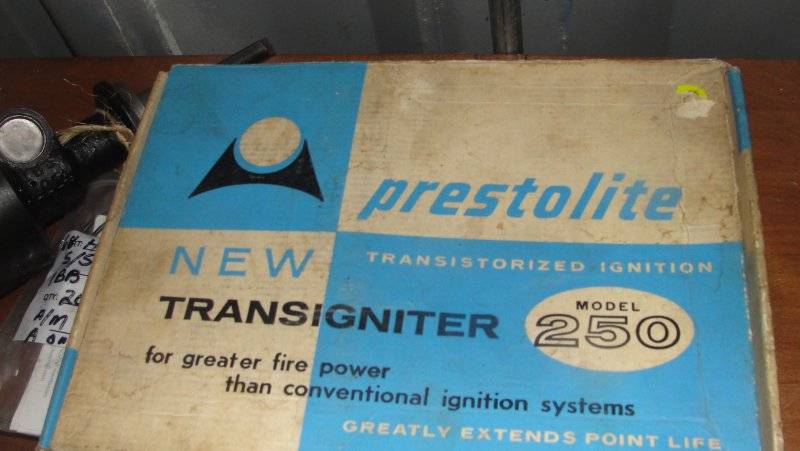 prestolite
NEW
TRANSISTORIZED IGNITION
TRANSIGNITER
MODEL
250
for greater fire power
than conventional ignition systems
GREATLY EXTENDS POINT LIFE